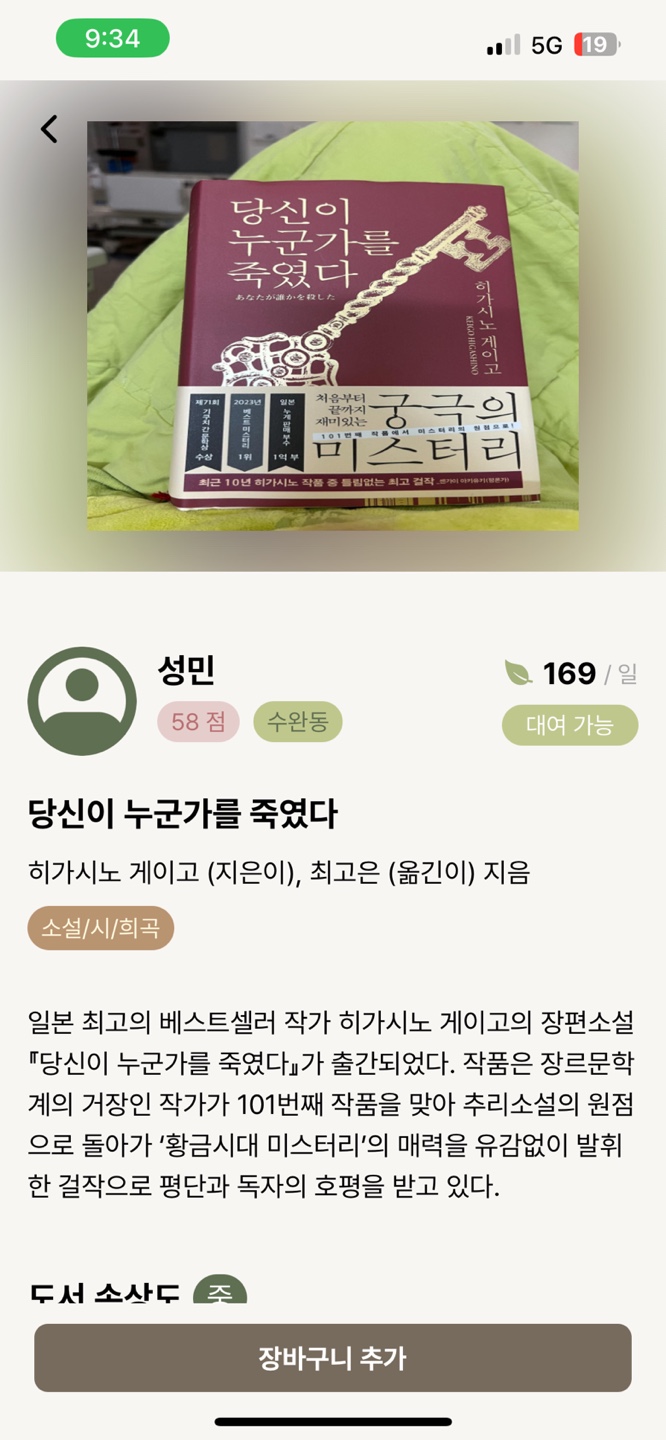 9:34
5G
19
당신이
누군가를
죽였다
あなたが誰かを殺した
히가시노 게이고
KEIGO HIGASHINO
제71회
기쿠치 간 문학상
수상
2023년
베스트 미스터리
1위
일본
누계 판매 부수
1억 부
처음부터
끝까지
재미있는
궁극의
101번째 작품에서 미스터리의 원점으로!
미스터리
최근 10년 히가시노 작품 중 틀림없는 최고 걸작
성민
169 / 일
58 점
수완동
대여 가능
당신이 누군가를 죽였다
히가시노 게이고 (지은이), 최고은 (옮긴이) 지음
소설/시/희곡
일본 최고의 베스트셀러 작가 히가시노 게이고의 장편소설
『당신이 누군가를 죽였다』가 출간되었다. 작품은 장르문학
계의 거장인 작가가 101번째 작품을 맞아 추리소설의 원점
으로 돌아가 ‘황금시대 미스터리’의 매력을 유감없이 발휘
한 걸작으로 평단과 독자의 호평을 받고 있다.
도서 손상도 중
장바구니 추가